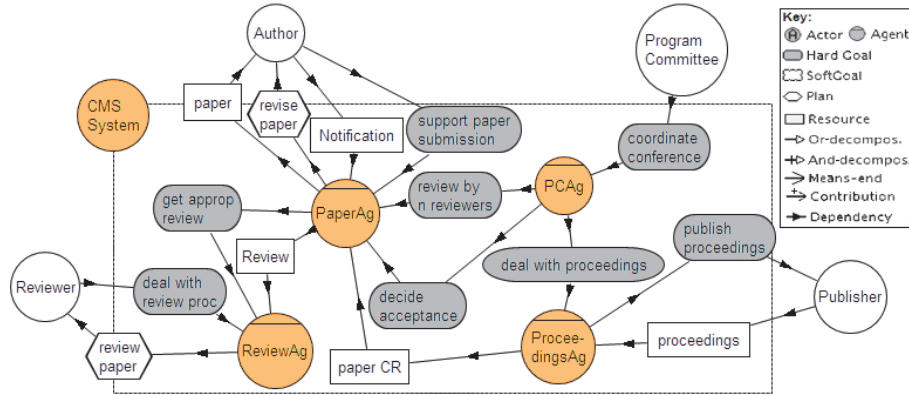 Author
Program
Committee
Key:
Actor
Agent
Hard Goal
SoftGoal
Plan
Resource
Or-decompos.
And-decompos.
Means-end
+
Contribution
Dependency
CMS
System
paper
revise
paper
Notification
support paper
submission
coordinate
conference
get approp
review
PaperAg
review by
n reviewers
PCAg
publish
proceedings
Review
deal with proceedings
Reviewer
deal with
review proc
decide
acceptance
Publisher
review
paper
ReviewAg
paper CR
Procee-
dingsAg
proceedings